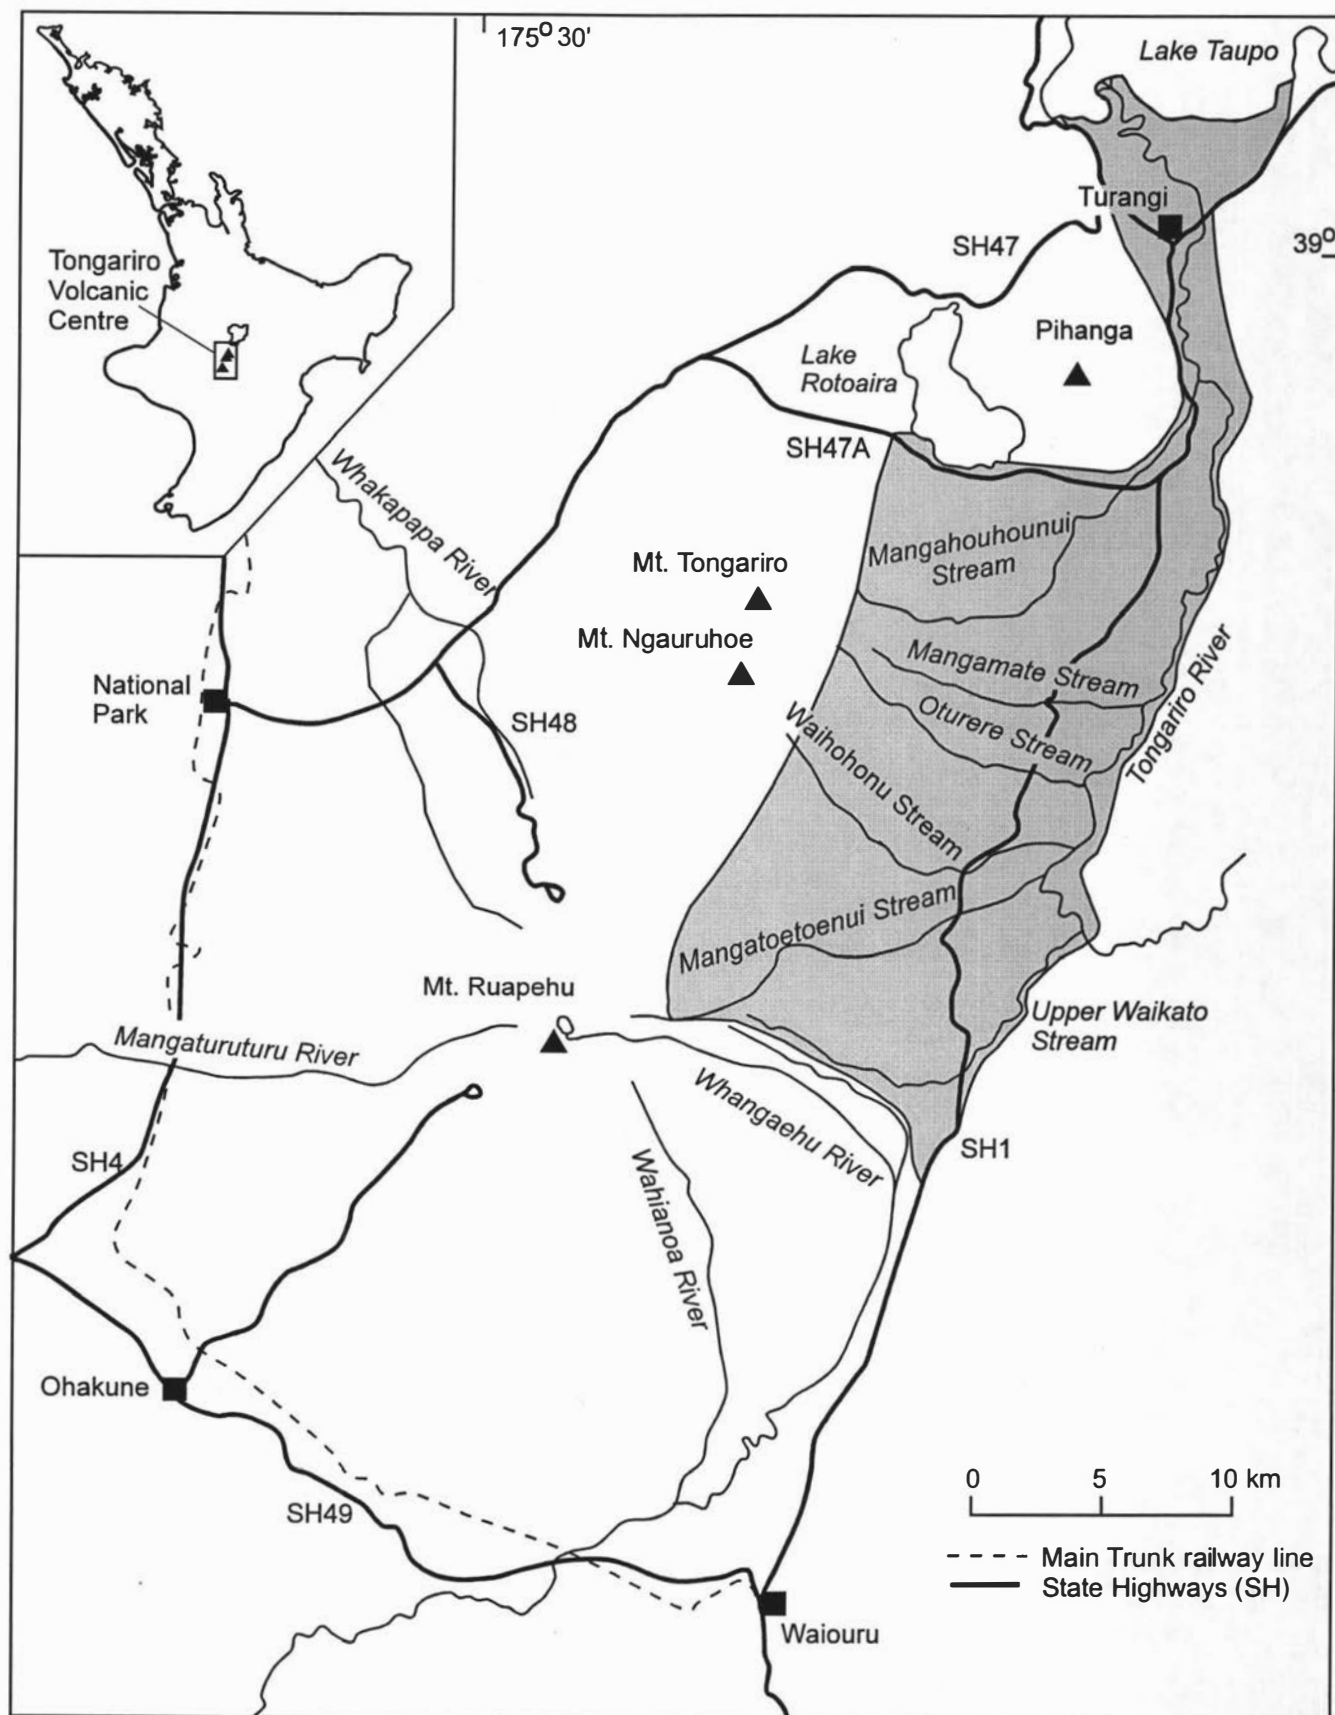 175o 30'
Lake Taupo
Turangi
SH47
39o
Tongariro
Volcanic
Centre
Pihanga
Lake
Rotoaira
SH47A
Whakapapa River
Mangahouhounui
Stream
Mt. Tongariro
Mt. Ngauruhoe
Mangamate Stream
National
Park
SH48
Oturere Stream
Tongariro River
Waihohonu Stream
Mangatoetoenui Stream
Mt. Ruapehu
Upper Waikato
Stream
Mangaturuturu River
Whangaehu River
SH4
SH1
Wahianoa River
Ohakune
SH49
0 5 10 km
Main Trunk railway line
State Highways (SH)
Waiouru